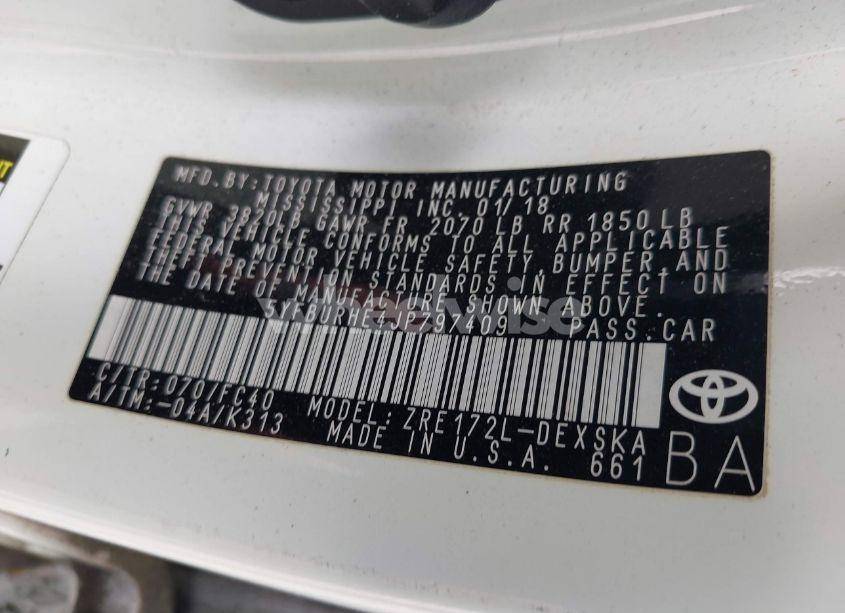 MFD.BY:TOYOTA MOTOR MANUFACTURING
MISSISSIPPI INC. 01/18
GVWR 3820LB GAWR FR 2070 LB RR 1850LB
THIS VEHICLE CONFORMS TO ALL APPLICABLE
FEDERAL MOTOR VEHICLE SAFETY, BUMPER, AND
THEFT PREVENTION STANDARDS IN EFFECT ON
THE DATE OF MANUFACTURE SHOWN ABOVE.
5YFBURHE4JP797409 PASS.CAR
C/TR:070/FC40 MODEL: ZRE172L-DEXSKA
A/TM:-04A/K313 MADE IN U.S.A. 661
BA